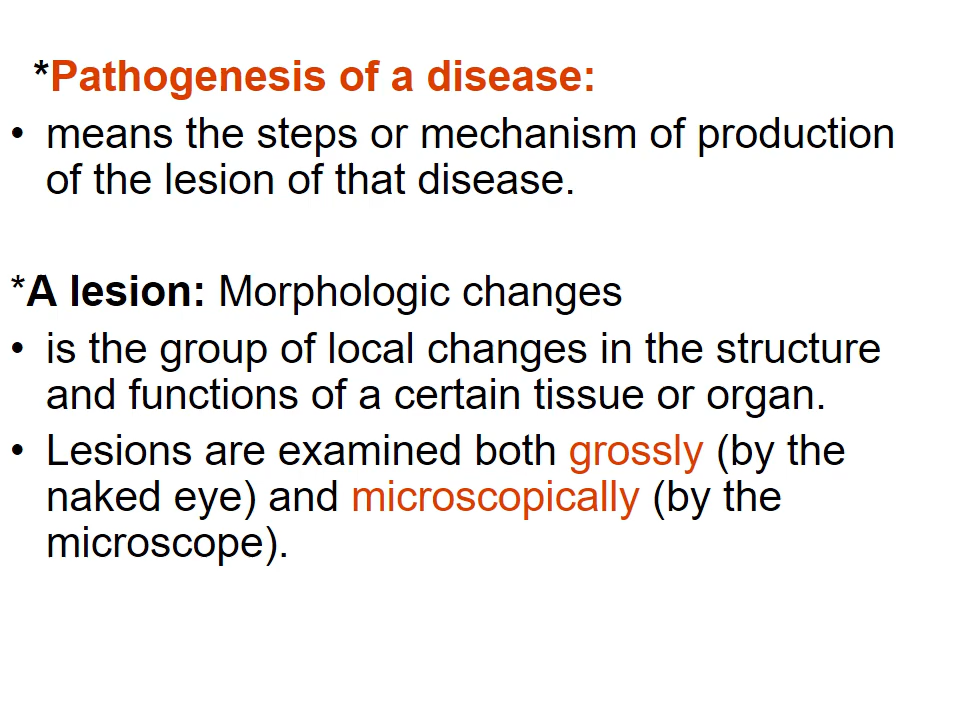 *Pathogenesis of a disease:
• means the steps or mechanism of production
of the lesion of that disease.
*A lesion: Morphologic changes
• is the group of local changes in the structure
and functions of a certain tissue or organ.
• Lesions are examined both grossly (by the
naked eye) and microscopically (by the
microscope).